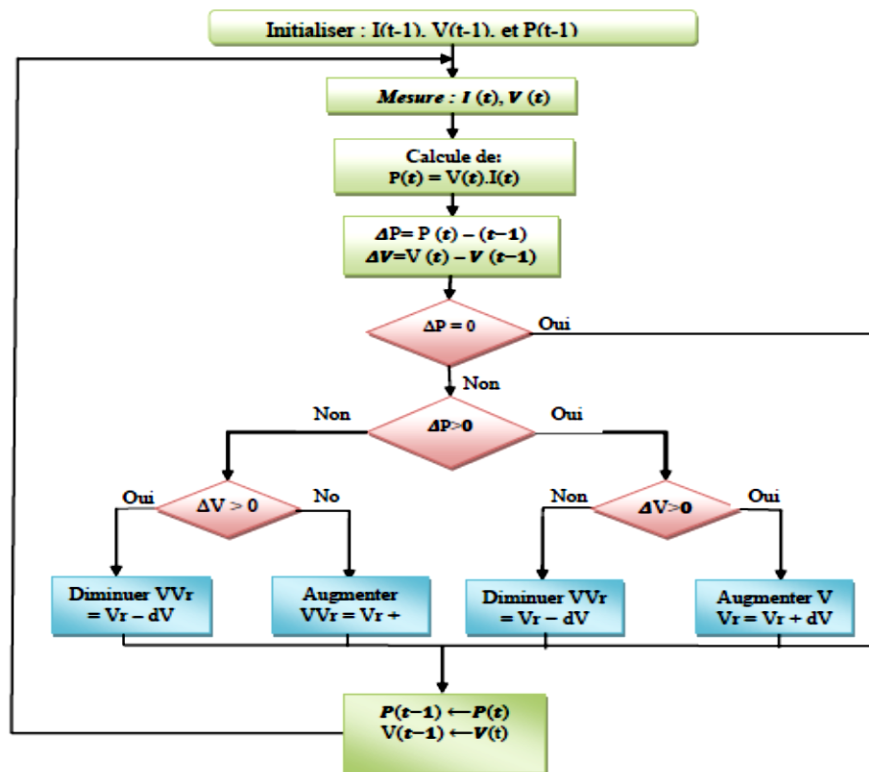 Initialiser : I(t-1), V(t-1), et P(t-1)
Mesure : I (t), V (t)
Calcule de:
P(t) = V(t).I(t)
ΔP= P (t) – (t−1)
ΔV=V (t) – V (t−1)
ΔP = 0
Oui
Non
Non
ΔP>0
Oui
Oui
ΔV > 0
No
Non
ΔV>0
Oui
Diminuer VVr
= Vr – dV
Augmenter
VVr = Vr +
Diminuer VVr
= Vr – dV
Augmenter V
Vr = Vr + dV
P(t−1) ←P(t)
V(t−1) ←V(t)